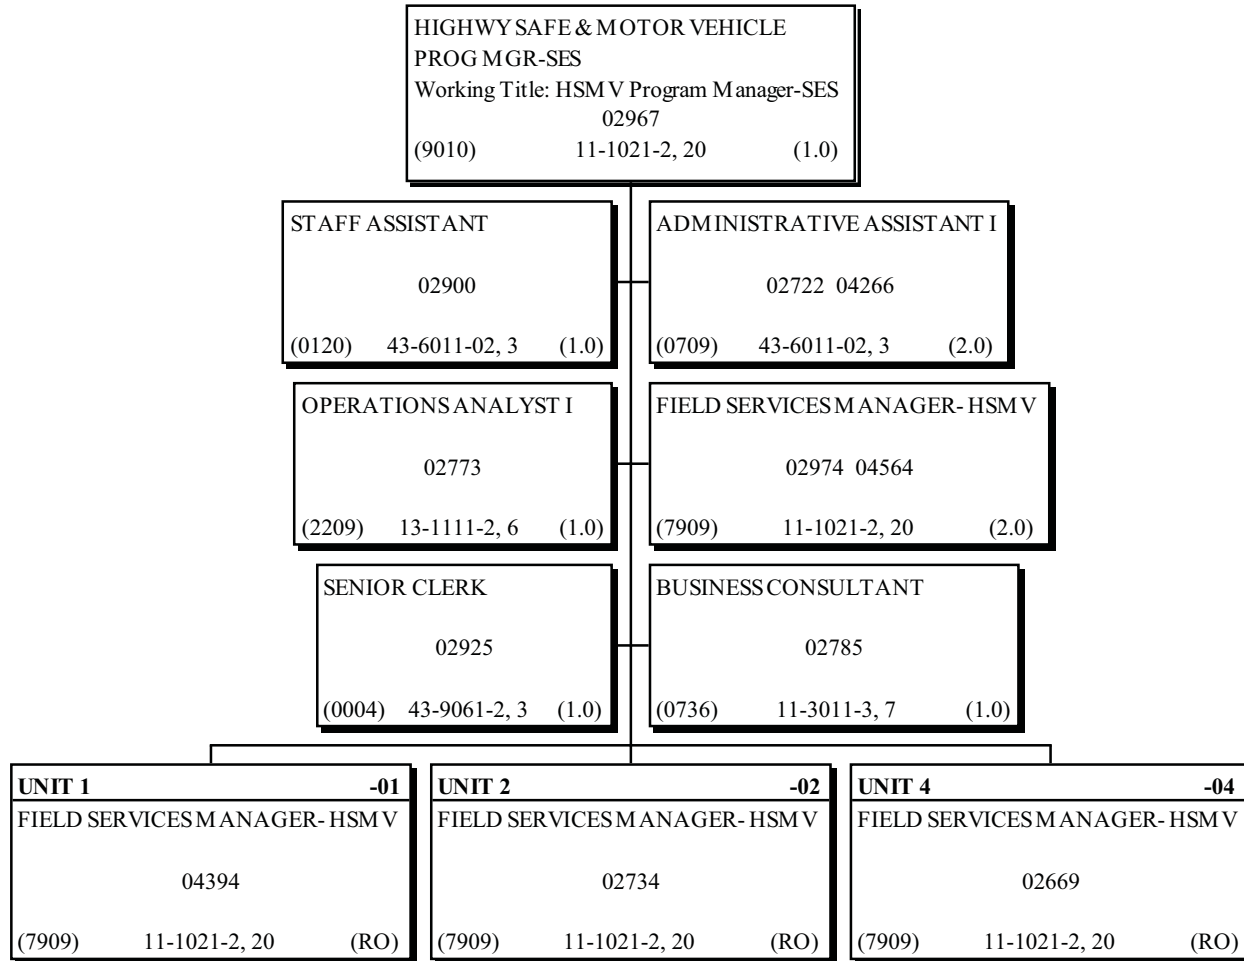 HIGHWY SAFE & MOTOR VEHICLE
PROG MGR-SES
Working Title: HSMV Program Manager-SES
02967
(9010) 11-1021-2, 20 (1.0)
STAFF ASSISTANT
02900
(0120) 43-6011-02, 3 (1.0)
ADMINISTRATIVE ASSISTANT I
02722 04266
(0709) 43-6011-02, 3 (2.0)
OPERATIONS ANALYST I
02773
(2209) 13-1111-2, 6 (1.0)
FIELD SERVICES MANAGER- HSMV
02974 04564
(7909) 11-1021-2, 20 (2.0)
SENIOR CLERK
02925
(0004) 43-9061-2, 3 (1.0)
BUSINESS CONSULTANT
02785
(0736) 11-3011-3, 7 (1.0)
UNIT 1 -01
FIELD SERVICES MANAGER- HSMV
04394
(7909) 11-1021-2, 20 (RO)
UNIT 2 -02
FIELD SERVICES MANAGER- HSMV
02734
(7909) 11-1021-2, 20 (RO)
UNIT 4 -04
FIELD SERVICES MANAGER- HSMV
02669
(7909) 11-1021-2, 20 (RO)